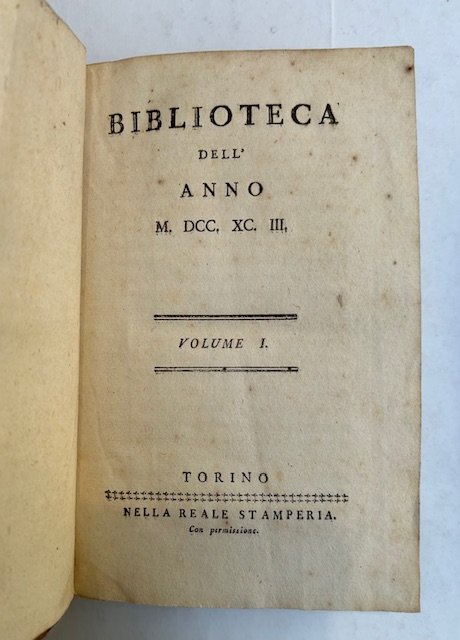 BIBLIOTECA
DELL'
ANNO
M. DCC. XC. III.
VOLUME I.
TORINO
NELLA REALE STAMPERIA.
Con permissione.